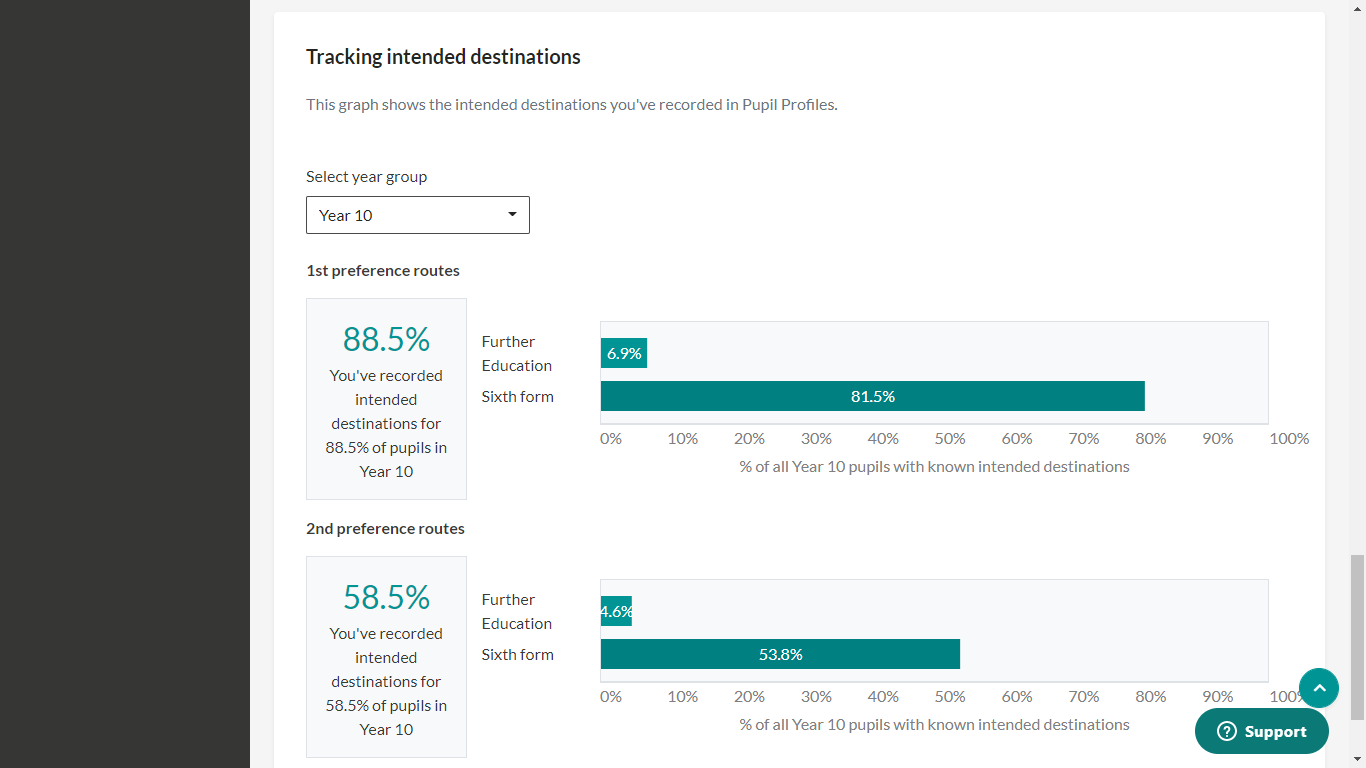 Tracking intended destinations
This graph shows the intended destinations you've recorded in Pupil Profiles.
Select year group
Year 10
1st preference routes
88.5%
You've recorded
intended
destinations for
88.5% of pupils in
Year 10
Further
Education
6.9%
Sixth form
81.5%
0% 10% 20% 30% 40% 50% 60% 70% 80% 90% 100%
% of all Year 10 pupils with known intended destinations
2nd preference routes
58.5%
You've recorded
intended
destinations for
58.5% of pupils in
Year 10
Further
Education
4.6%
Sixth form
53.8%
0% 10% 20% 30% 40% 50% 60% 70% 80% 90% 100%
% of all Year 10 pupils with known intended destinations
Support